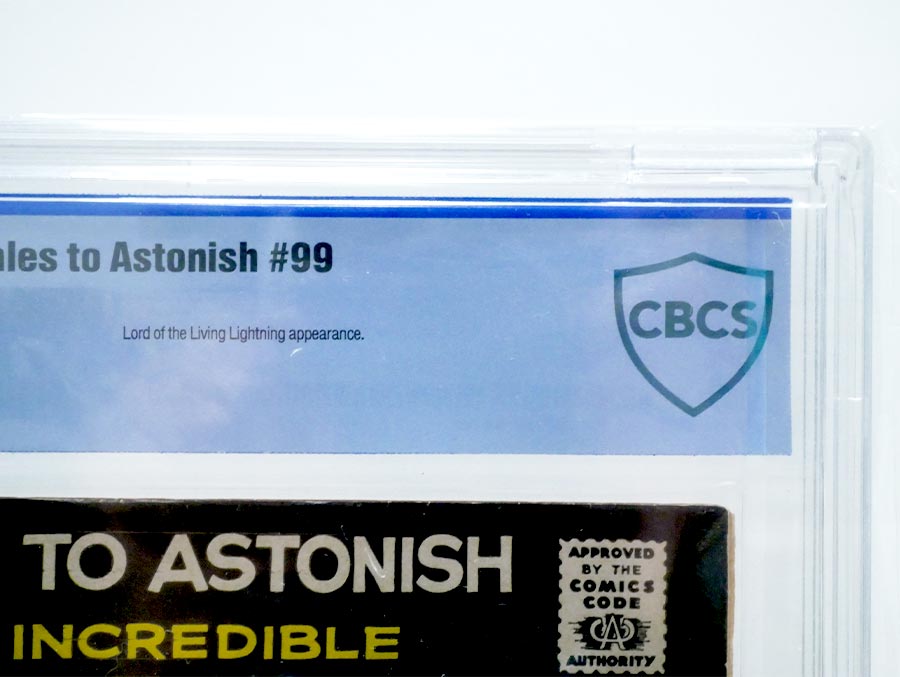 ales to Astonish #99
Lord of the Living Lightning appearance.
CBCS
TO ASTONISH
INCREDIBLE
APPROVED
BY THE
COMICS
CODE
CA
AUTHORITY